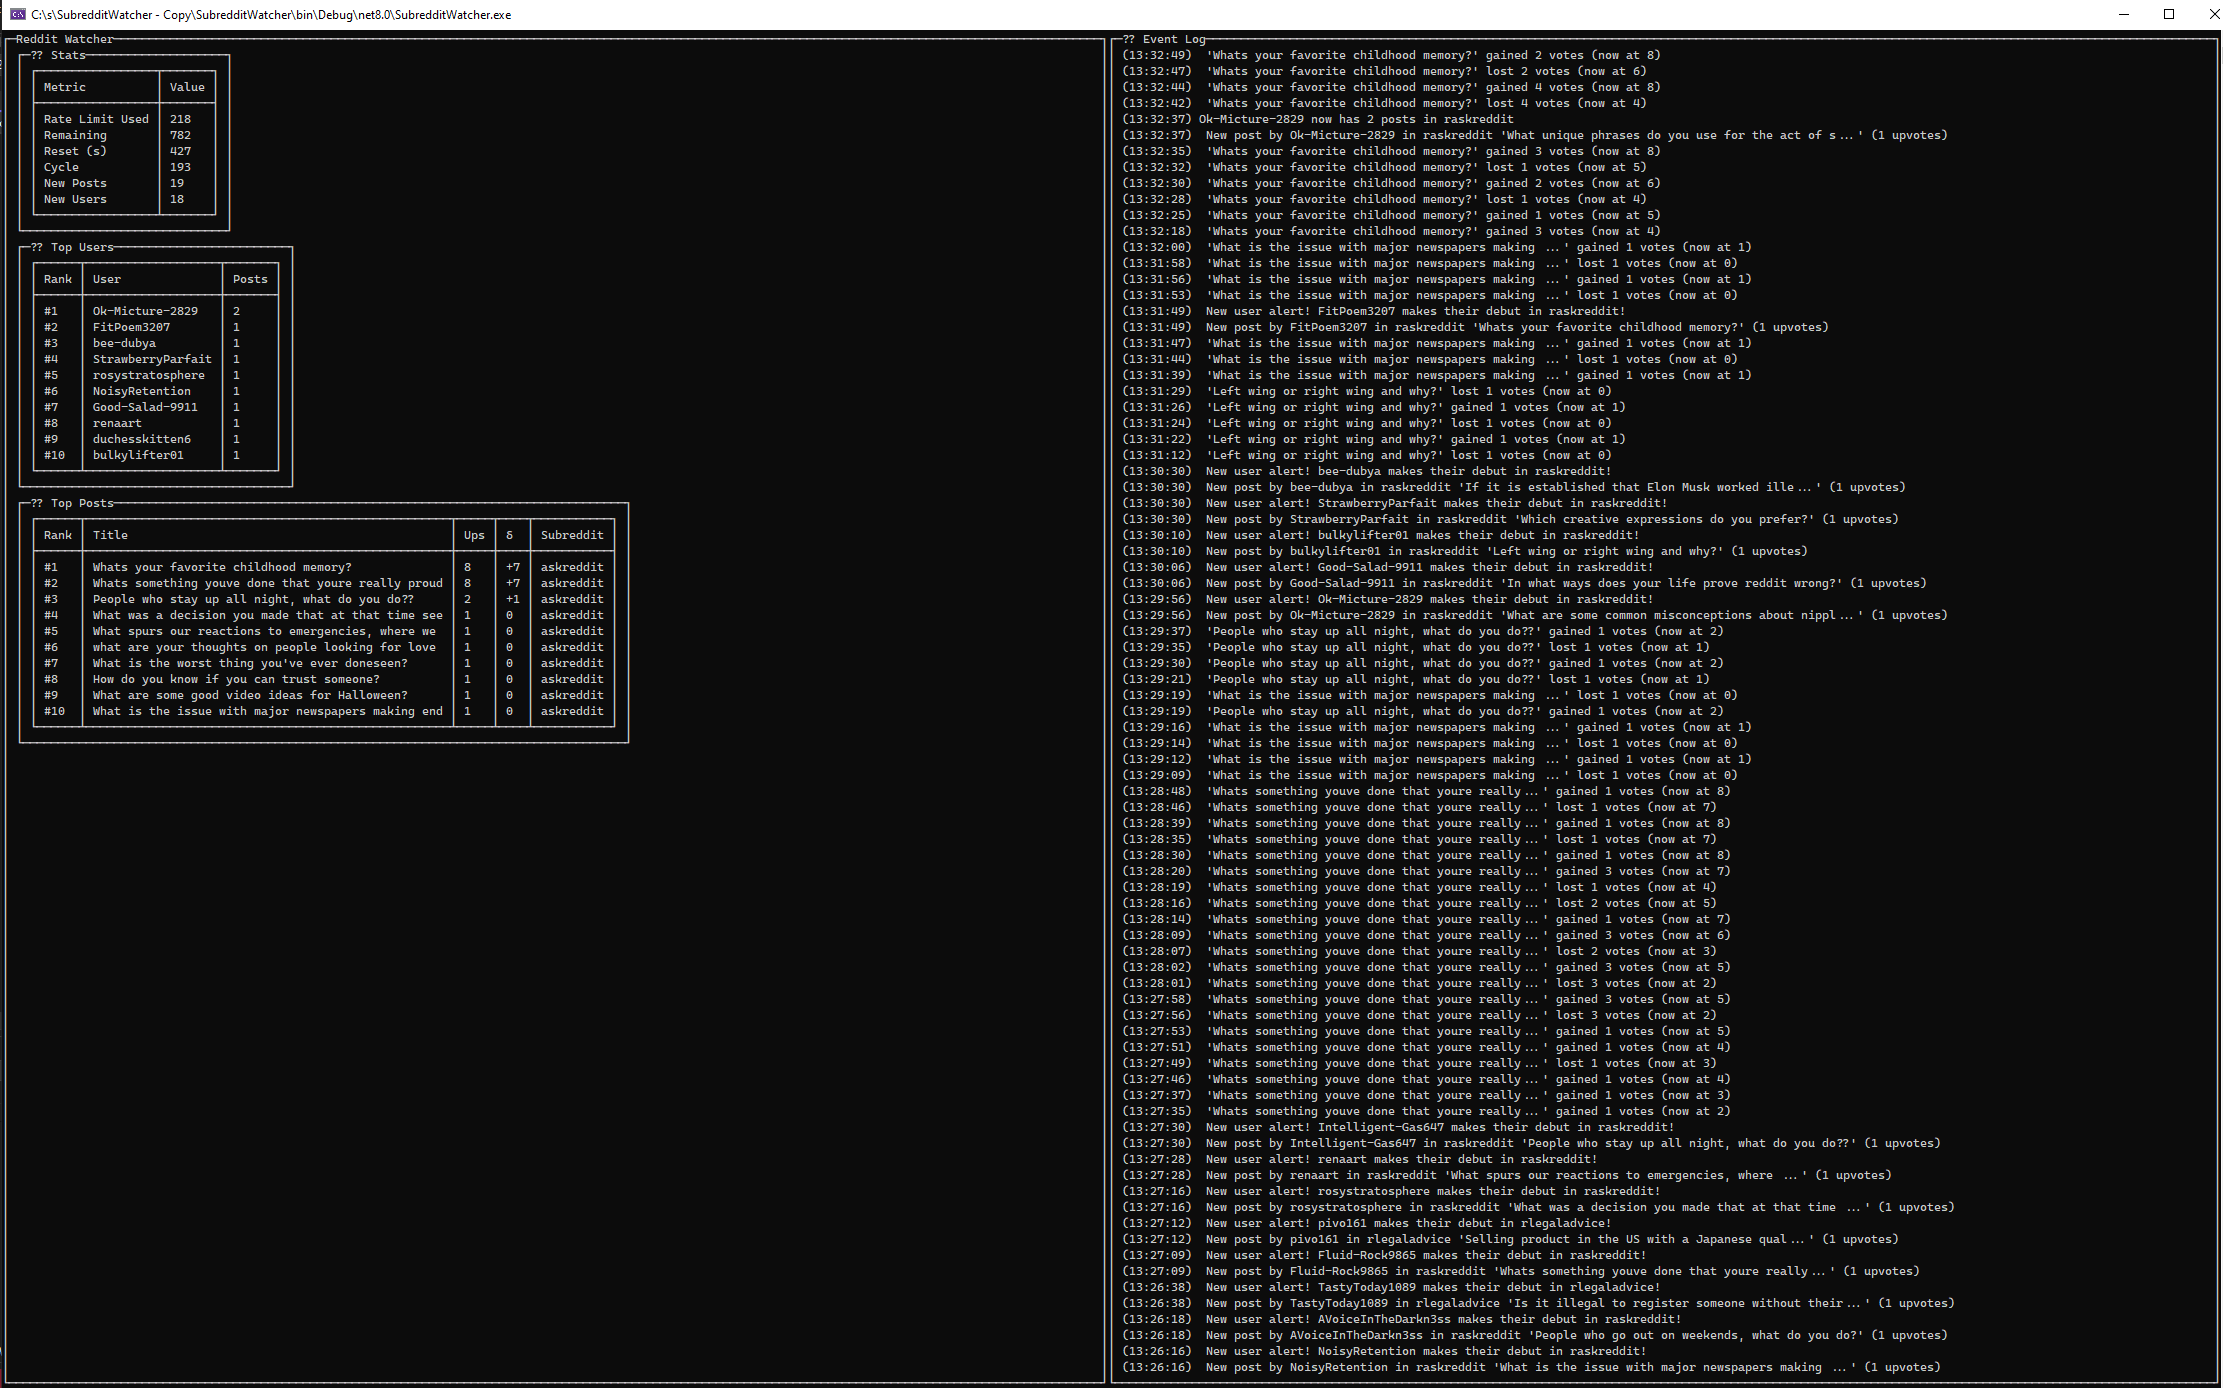 C:\s\SubredditWatcher - Copy\SubredditWatcher\bin\Debug\net8.0\SubredditWatcher.exe
Reddit Watcher
?? Stats
Metric Value
Rate Limit Used 218
Remaining 782
Reset (s) 427
Cycle 193
New Posts 19
New Users 18
?? Top Users
Rank User Posts
#1 Ok-Micture-2829 2
#2 FitPoem3207 1
#3 bee-dubya 1
#4 StrawberryParfait 1
#5 rosystratosphere 1
#6 NoisyRetention 1
#7 Good-Salad-9911 1
#8 renaart 1
#9 duchesskitten6 1
#10 bulkylifter01 1
?? Top Posts
Rank Title Ups δ Subreddit
#1 Whats your favorite childhood memory? 8 +7 askreddit
#2 Whats something youve done that youre really proud 8 +7 askreddit
#3 People who stay up all night, what do you do?? 2 +1 askreddit
#4 What was a decision you made that at that time see 1 0 askreddit
#5 What spurs our reactions to emergencies, where we 1 0 askreddit
#6 what are your thoughts on people looking for love 1 0 askreddit
#7 What is the worst thing you've ever doneseen? 1 0 askreddit
#8 How do you know if you can trust someone? 1 0 askreddit
#9 What are some good video ideas for Halloween? 1 0 askreddit
#10 What is the issue with major newspapers making end 1 0 askreddit
?? Event Log
(13:32:49) 'Whats your favorite childhood memory?' gained 2 votes (now at 8)
(13:32:47) 'Whats your favorite childhood memory?' lost 2 votes (now at 6)
(13:32:44) 'Whats your favorite childhood memory?' gained 4 votes (now at 8)
(13:32:42) 'Whats your favorite childhood memory?' lost 4 votes (now at 4)
(13:32:37) Ok-Micture-2829 now has 2 posts in raskreddit
(13:32:37) New post by Ok-Micture-2829 in raskreddit 'What unique phrases do you use for the act of s...' (1 upvotes)
(13:32:35) 'Whats your favorite childhood memory?' gained 3 votes (now at 8)
(13:32:32) 'Whats your favorite childhood memory?' lost 1 votes (now at 5)
(13:32:30) 'Whats your favorite childhood memory?' gained 2 votes (now at 6)
(13:32:28) 'Whats your favorite childhood memory?' lost 1 votes (now at 4)
(13:32:25) 'Whats your favorite childhood memory?' gained 1 votes (now at 5)
(13:32:18) 'Whats your favorite childhood memory?' gained 3 votes (now at 4)
(13:32:00) 'What is the issue with major newspapers making ...' gained 1 votes (now at 1)
(13:31:58) 'What is the issue with major newspapers making ...' lost 1 votes (now at 0)
(13:31:56) 'What is the issue with major newspapers making ...' gained 1 votes (now at 1)
(13:31:53) 'What is the issue with major newspapers making ...' lost 1 votes (now at 0)
(13:31:49) New user alert! FitPoem3207 makes their debut in raskreddit!
(13:31:49) New post by FitPoem3207 in raskreddit 'Whats your favorite childhood memory?' (1 upvotes)
(13:31:47) 'What is the issue with major newspapers making ...' gained 1 votes (now at 1)
(13:31:44) 'What is the issue with major newspapers making ...' lost 1 votes (now at 0)
(13:31:39) 'What is the issue with major newspapers making ...' gained 1 votes (now at 1)
(13:31:29) 'Left wing or right wing and why?' lost 1 votes (now at 0)
(13:31:26) 'Left wing or right wing and why?' gained 1 votes (now at 1)
(13:31:24) 'Left wing or right wing and why?' lost 1 votes (now at 0)
(13:31:22) 'Left wing or right wing and why?' gained 1 votes (now at 1)
(13:31:12) 'Left wing or right wing and why?' lost 1 votes (now at 0)
(13:30:30) New user alert! bee-dubya makes their debut in raskreddit!
(13:30:30) New post by bee-dubya in raskreddit 'If it is established that Elon Musk worked ille...' (1 upvotes)
(13:30:30) New user alert! StrawberryParfait makes their debut in raskreddit!
(13:30:30) New post by StrawberryParfait in raskreddit 'Which creative expressions do you prefer?' (1 upvotes)
(13:30:10) New user alert! bulkylifter01 makes their debut in raskreddit!
(13:30:10) New post by bulkylifter01 in raskreddit 'Left wing or right wing and why?' (1 upvotes)
(13:30:06) New user alert! Good-Salad-9911 makes their debut in raskreddit!
(13:30:06) New post by Good-Salad-9911 in raskreddit 'In what ways does your life prove reddit wrong?' (1 upvotes)
(13:29:56) New user alert! Ok-Micture-2829 makes their debut in raskreddit!
(13:29:56) New post by Ok-Micture-2829 in raskreddit 'What are some common misconceptions about nippl...' (1 upvotes)
(13:29:37) 'People who stay up all night, what do you do??' gained 1 votes (now at 2)
(13:29:35) 'People who stay up all night, what do you do??' lost 1 votes (now at 1)
(13:29:30) 'People who stay up all night, what do you do??' gained 1 votes (now at 2)
(13:29:21) 'People who stay up all night, what do you do??' lost 1 votes (now at 1)
(13:29:19) 'What is the issue with major newspapers making ...' lost 1 votes (now at 0)
(13:29:19) 'People who stay up all night, what do you do??' gained 1 votes (now at 2)
(13:29:16) 'What is the issue with major newspapers making ...' gained 1 votes (now at 1)
(13:29:14) 'What is the issue with major newspapers making ...' lost 1 votes (now at 0)
(13:29:12) 'What is the issue with major newspapers making ...' gained 1 votes (now at 1)
(13:29:09) 'What is the issue with major newspapers making ...' lost 1 votes (now at 0)
(13:28:48) 'Whats something youve done that youre really...' gained 1 votes (now at 8)
(13:28:46) 'Whats something youve done that youre really...' lost 1 votes (now at 7)
(13:28:39) 'Whats something youve done that youre really...' gained 1 votes (now at 8)
(13:28:35) 'Whats something youve done that youre really...' lost 1 votes (now at 7)
(13:28:30) 'Whats something youve done that youre really...' gained 1 votes (now at 8)
(13:28:20) 'Whats something youve done that youre really...' gained 3 votes (now at 7)
(13:28:19) 'Whats something youve done that youre really...' lost 1 votes (now at 4)
(13:28:16) 'Whats something youve done that youre really...' lost 2 votes (now at 5)
(13:28:14) 'Whats something youve done that youre really...' gained 1 votes (now at 7)
(13:28:09) 'Whats something youve done that youre really...' gained 3 votes (now at 6)
(13:28:07) 'Whats something youve done that youre really...' lost 2 votes (now at 3)
(13:28:02) 'Whats something youve done that youre really...' gained 3 votes (now at 5)
(13:28:01) 'Whats something youve done that youre really...' lost 3 votes (now at 2)
(13:27:58) 'Whats something youve done that youre really...' gained 3 votes (now at 5)
(13:27:56) 'Whats something youve done that youre really...' lost 3 votes (now at 2)
(13:27:53) 'Whats something youve done that youre really...' gained 1 votes (now at 5)
(13:27:51) 'Whats something youve done that youre really...' gained 1 votes (now at 4)
(13:27:49) 'Whats something youve done that youre really...' lost 1 votes (now at 3)
(13:27:46) 'Whats something youve done that youre really...' gained 1 votes (now at 4)
(13:27:37) 'Whats something youve done that youre really...' gained 1 votes (now at 3)
(13:27:35) 'Whats something youve done that youre really...' gained 1 votes (now at 2)
(13:27:30) New user alert! Intelligent-Gas647 makes their debut in raskreddit!
(13:27:30) New post by Intelligent-Gas647 in raskreddit 'People who stay up all night, what do you do??' (1 upvotes)
(13:27:28) New user alert! renaart makes their debut in raskreddit!
(13:27:28) New post by renaart in raskreddit 'What spurs our reactions to emergencies, where ...' (1 upvotes)
(13:27:16) New user alert! rosystratosphere makes their debut in raskreddit!
(13:27:16) New post by rosystratosphere in raskreddit 'What was a decision you made that at that time ...' (1 upvotes)
(13:27:12) New user alert! pivo161 makes their debut in rlegaladvice!
(13:27:12) New post by pivo161 in rlegaladvice 'Selling product in the US with a Japanese qual...' (1 upvotes)
(13:27:09) New user alert! Fluid-Rock9865 makes their debut in raskreddit!
(13:27:09) New post by Fluid-Rock9865 in raskreddit 'Whats something youve done that youre really...' (1 upvotes)
(13:26:38) New user alert! TastyToday1089 makes their debut in rlegaladvice!
(13:26:38) New post by TastyToday1089 in rlegaladvice 'Is it illegal to register someone without their...' (1 upvotes)
(13:26:18) New user alert! AVoiceInTheDarkn3ss makes their debut in raskreddit!
(13:26:18) New post by AVoiceInTheDarkn3ss in raskreddit 'People who go out on weekends, what do you do?' (1 upvotes)
(13:26:16) New user alert! NoisyRetention makes their debut in raskreddit!
(13:26:16) New post by NoisyRetention in raskreddit 'What is the issue with major newspapers making ...' (1 upvotes)